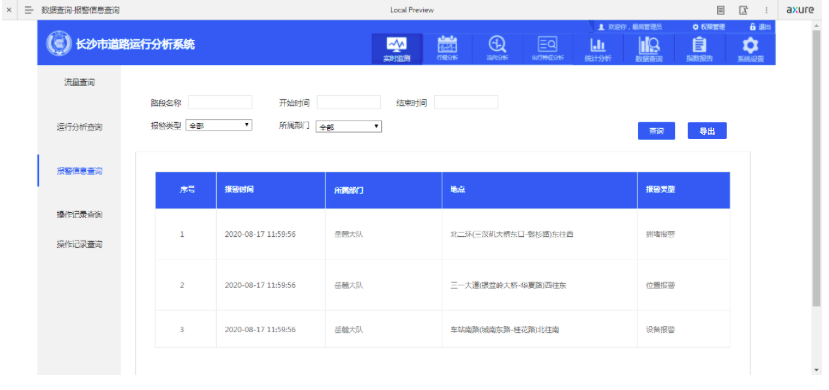 数据查询-报警信息查询
Local Preview
axure
长沙市道路运行分析系统
欢迎你，最高管理员 权限管理 退出
实时监测 行程分析 流向分析 运行特征分析 统计分析 数据查询 指数报告 系统设置
流量查询
运行分析查询
报警信息查询
操作记录查询
操作记录查询
路段名称 开始时间 结束时间
报警类型 全部 所属部门 全部
查询 导出
序号 报警时间 所属部门 地点 报警类型
1 2020-08-17 11:59:56 岳麓大队 北二环(三汊矶大桥东口-鄂杉路)东往西 拥堵报警
2 2020-08-17 11:59:56 岳麓大队 三一大道(银盆岭大桥-华夏路)西往东 位置报警
3 2020-08-17 11:59:56 岳麓大队 车站南路(城南东路-桂花路)北往南 设备报警